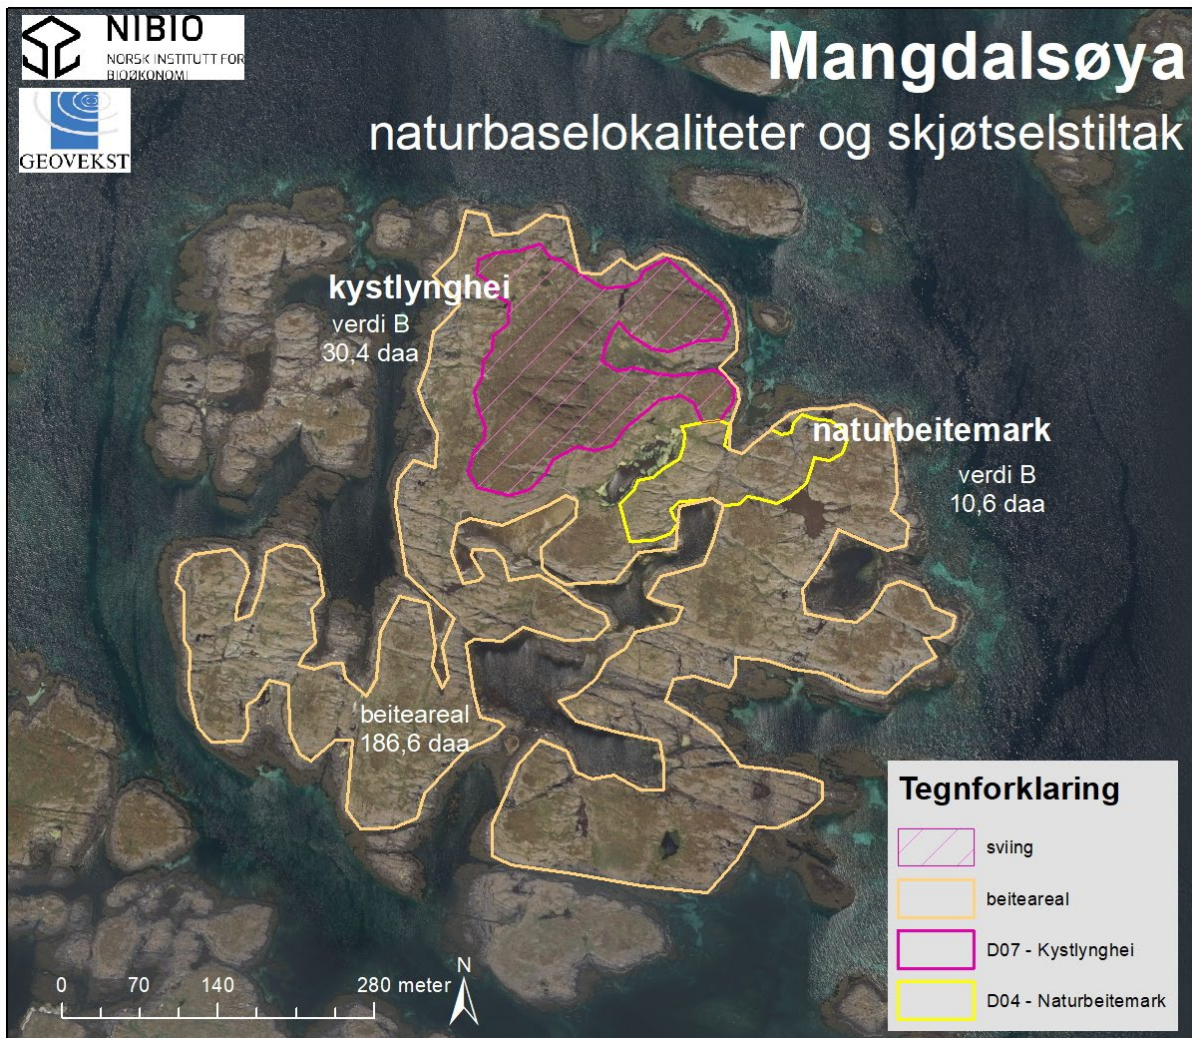 NIBIO
NORSK INSTITUTT FOR
BIOØKONOMI
GEOVEKST
Mangdalsøya
naturbaselokaliteter og skjøtselstiltak
kystlynghei
verdi B
30,4 daa
naturbeitemark
verdi B
10,6 daa
beiteareal
186,6 daa
Tegnforklaring
sviing
beiteareal
D07 - Kystlynghei
D04 - Naturbeitemark
0 70 140 280 meter
N